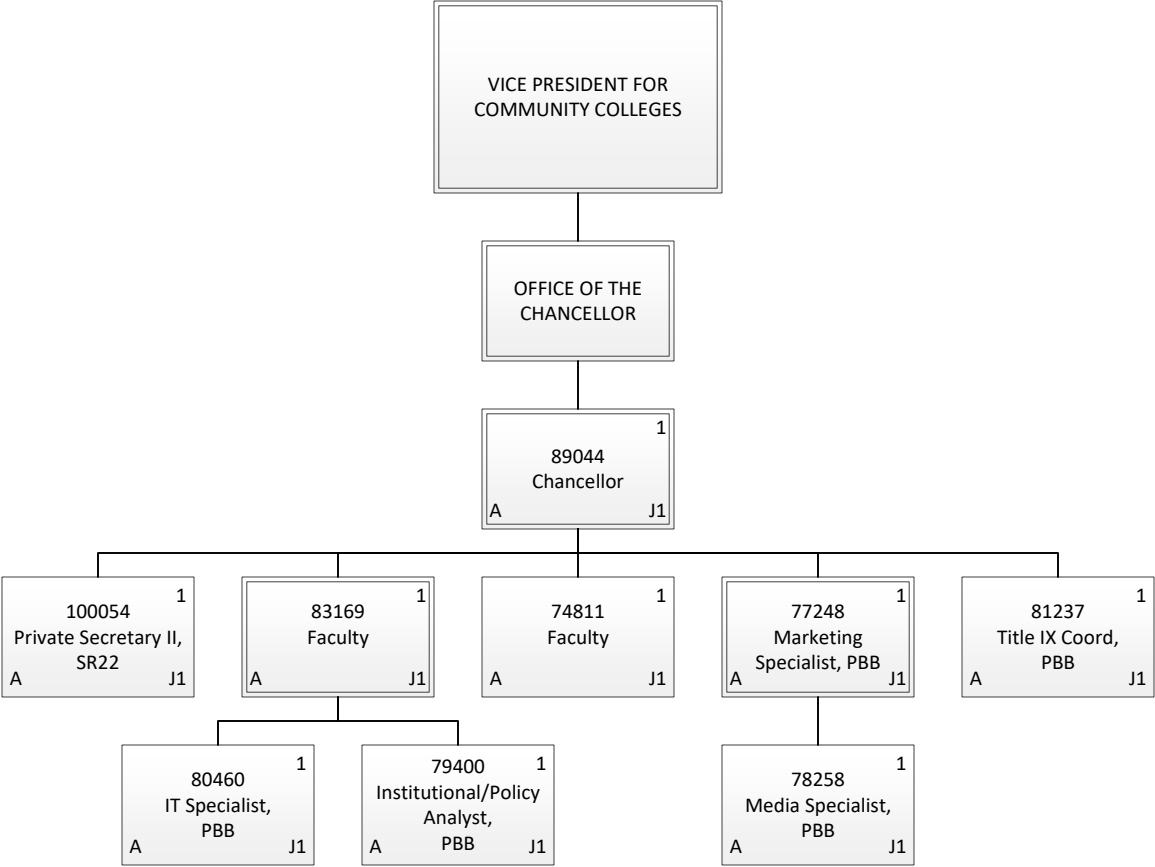 VICE PRESIDENT FOR
COMMUNITY COLLEGES
OFFICE OF THE
CHANCELLOR
1
89044
Chancellor
A J1
1
100054
Private Secretary II,
SR22
A J1
1
83169
Faculty
A J1
1
74811
Faculty
A J1
1
77248
Marketing
Specialist, PBB
A J1
1
81237
Title IX Coord,
PBB
A J1
1
80460
IT Specialist,
PBB
A J1
1
79400
Institutional/Policy
Analyst,
PBB
A J1
1
78258
Media Specialist,
PBB
A J1